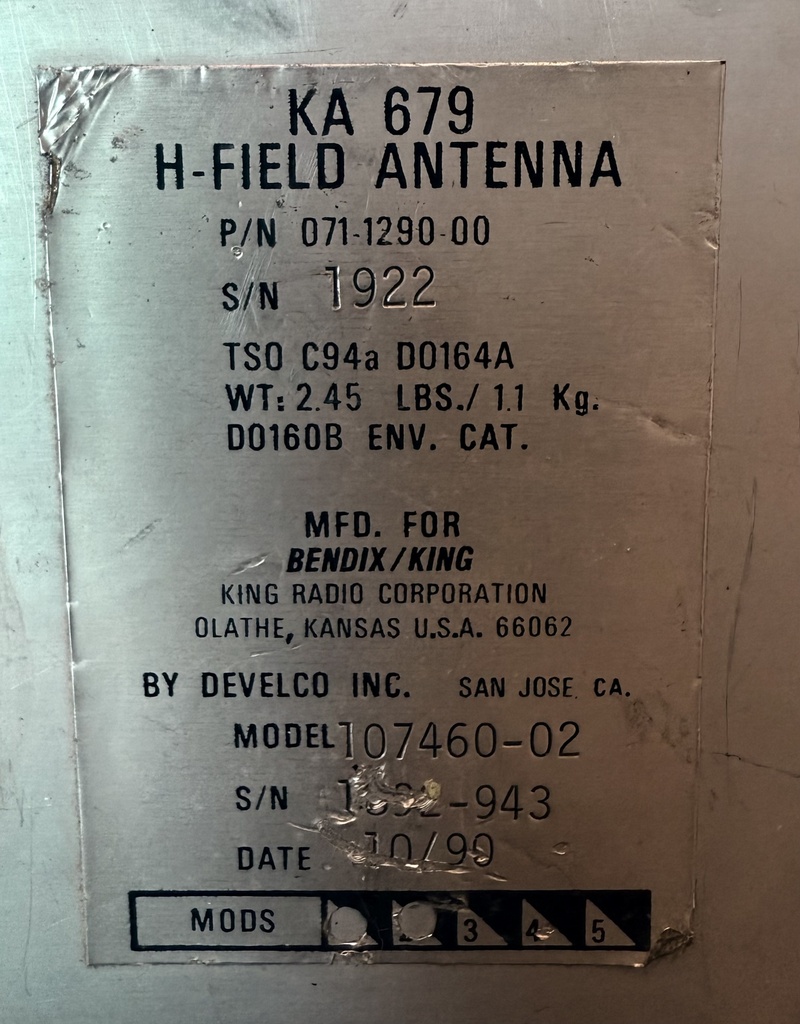 KA 679
H-FIELD ANTENNA
P/N 071-1290-00
S/N 1922
TSO C94a DO164A
WT: 2.45 LBS./ 1.1 Kg.
DO160B ENV. CAT.
MFD. FOR
BENDIX/KING
KING RADIO CORPORATION
OLATHE, KANSAS U.S.A. 66062
BY DEVELCO INC. SAN JOSE CA.
MODEL 107460-02
S/N
DATE 10/90
MODS 3 4 5